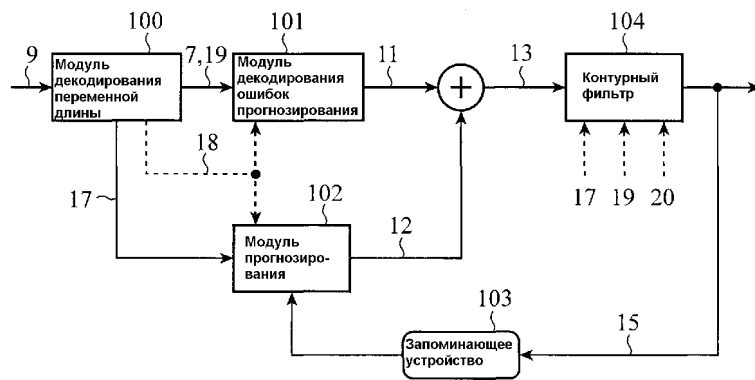 100
101
104
9
Модуль
декодирования
переменной
длины
7, 19
Модуль
декодирования
ошибок
прогнозирования
11
+
13
Контурный
фильтр
18
17
102
12
17
19
20
Модуль
прогнозиро-
вания
103
15
Запоминающее
устройство